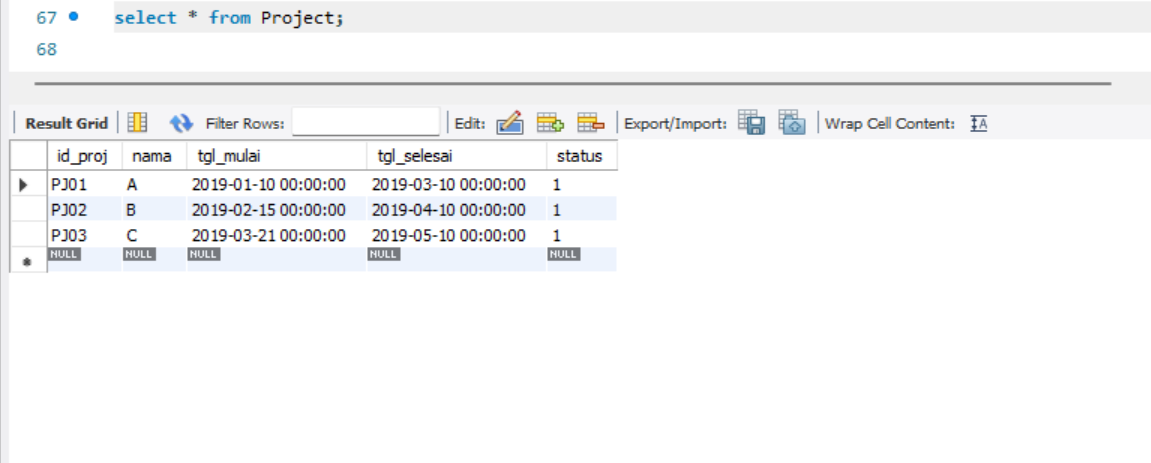 67 select * from Project;
68
Result Grid Filter Rows: Edit: Export/Import: Wrap Cell Content: IA
id_proj nama tgl_mulai tgl_selesai status
PJ01 A 2019-01-10 00:00:00 2019-03-10 00:00:00 1
PJ02 B 2019-02-15 00:00:00 2019-04-10 00:00:00 1
PJ03 C 2019-03-21 00:00:00 2019-05-10 00:00:00 1
NULL NULL NULL NULL NULL